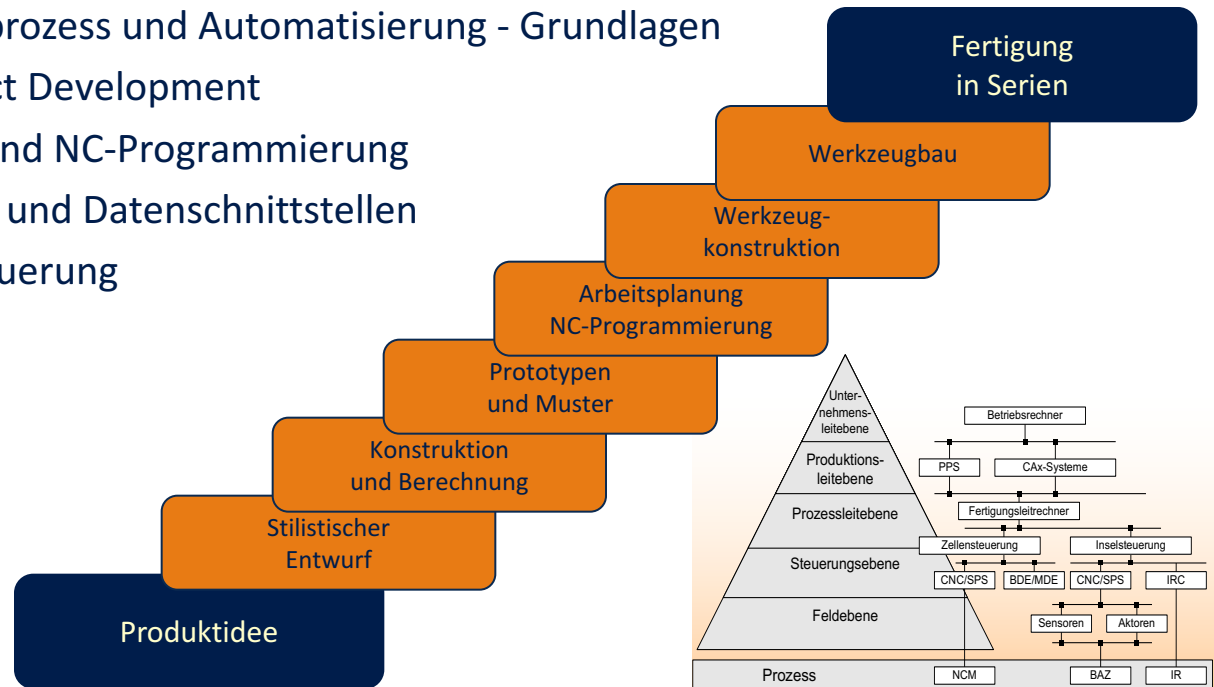 prozess und Automatisierung - Grundlagen
ct Development
nd NC-Programmierung
und Datenschnittstellen
uerung
Fertigung
in Serien
Werkzeugbau
Werkzeug-
konstruktion
Arbeitsplanung
NC-Programmierung
Prototypen
und Muster
Konstruktion
und Berechnung
Stilistischer
Entwurf
Produktidee
Unter-
nehmens-
leitebene
Betriebsrechner
Produktions-
leitebene
PPS
CAx-Systeme
Prozessleitebene
Fertigungsleitrechner
Zellensteuerung
Inselsteuerung
Steuerungsebene
CNC/SPS
BDE/MDE
CNC/SPS
IRC
Feldebene
Sensoren
Aktoren
Prozess
NCM
BAZ
IR